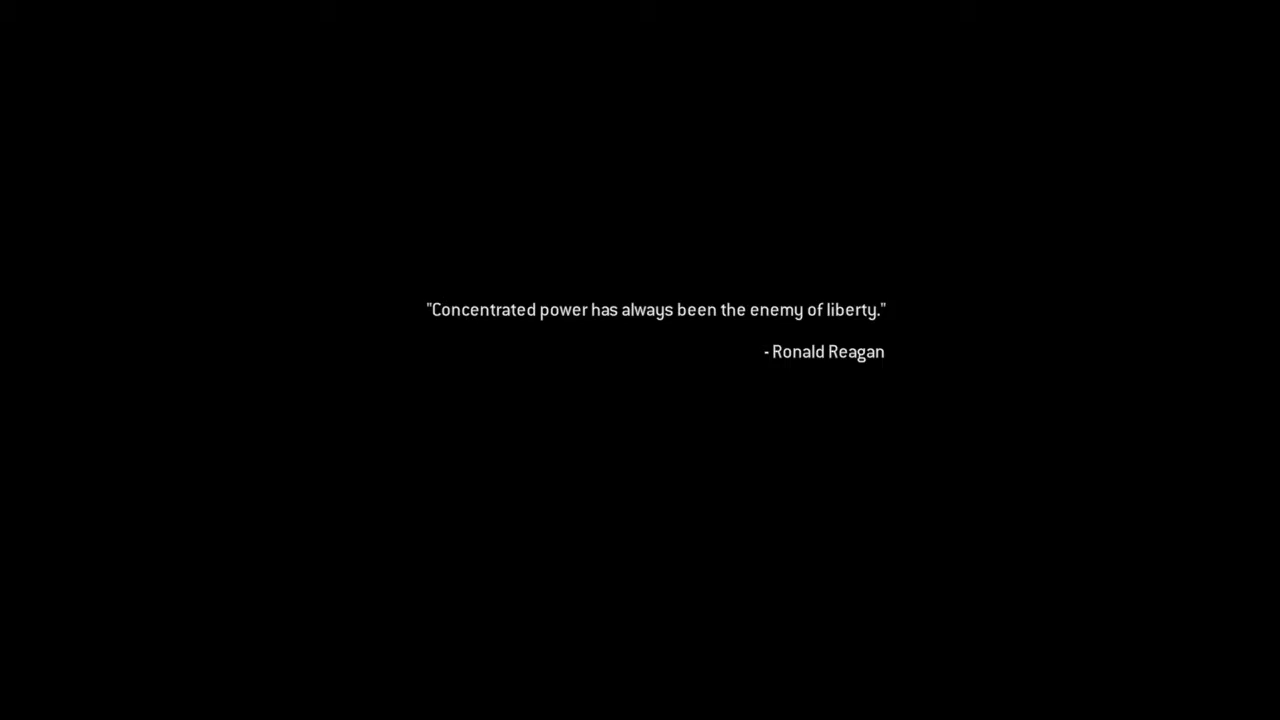 "Concentrated power has always been the enemy of liberty."
- Ronald Reagan